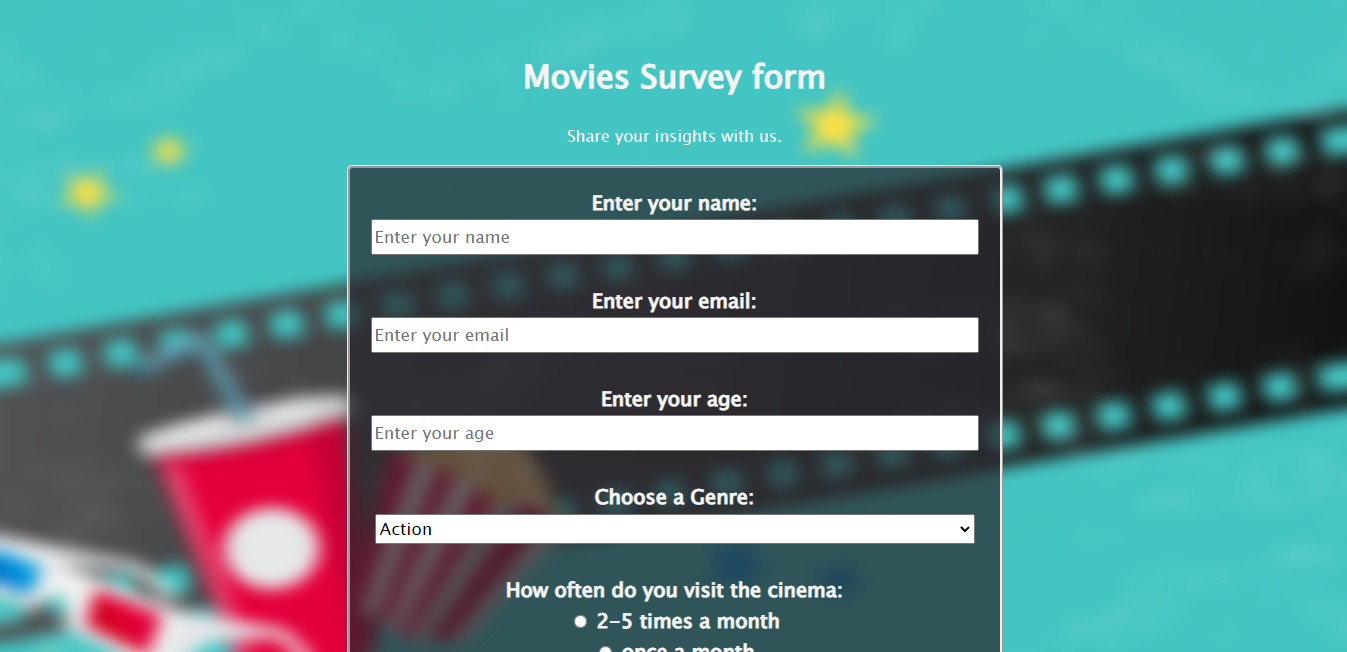 Movies Survey form
Share your insights with us.
Enter your name:
Enter your name
Enter your email:
Enter your email
Enter your age:
Enter your age
Choose a Genre:
Action
How often do you visit the cinema:
2-5 times a month
once a month